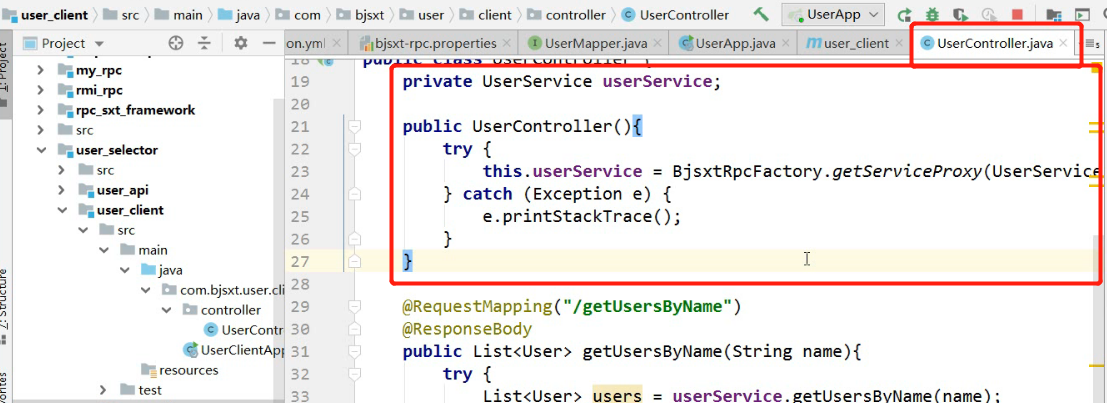 user_client src main java com bjsxt user client controller UserController UserApp
Project
on.yml bjsxt-rpc.properties UserMapper.java UserApp.java user_client UserController.java
1: Project
my_rpc
rmi_rpc
rpc_sxt_framework
src
user_selector
src
user_api
user_client
src
main
java
com.bjsxt.user.cli
controller
UserContr
UserClientApp
resources
test
7: Structure
18 public class UserController {
19 private UserService userService;
20
21 public UserController(){
22 try {
23 this.userService = BjsxtRpcFactory.getServiceProxy(UserService
24 } catch (Exception e) {
25 e.printStackTrace();
26 }
27 }
28
29 @RequestMapping("/getUsersByName")
30 @ResponseBody
31 public List<User> getUsersByName(String name){
32 try {
33 List<User> users = userService.getUsersByName(name);